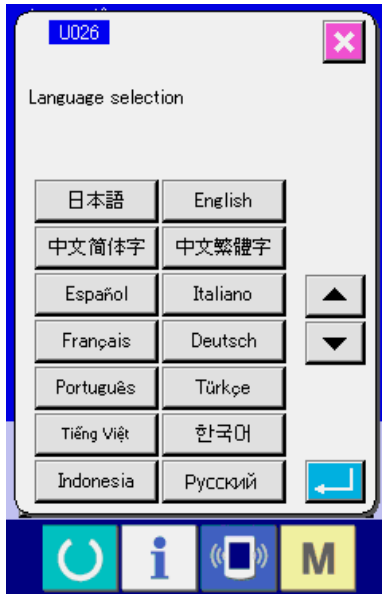 U026
Language selection
日本語 English
中文简体字 中文繁體字
Español Italiano
Français Deutsch
Português Türkçe
Tiếng Việt 한국어
Indonesia Русский
i M